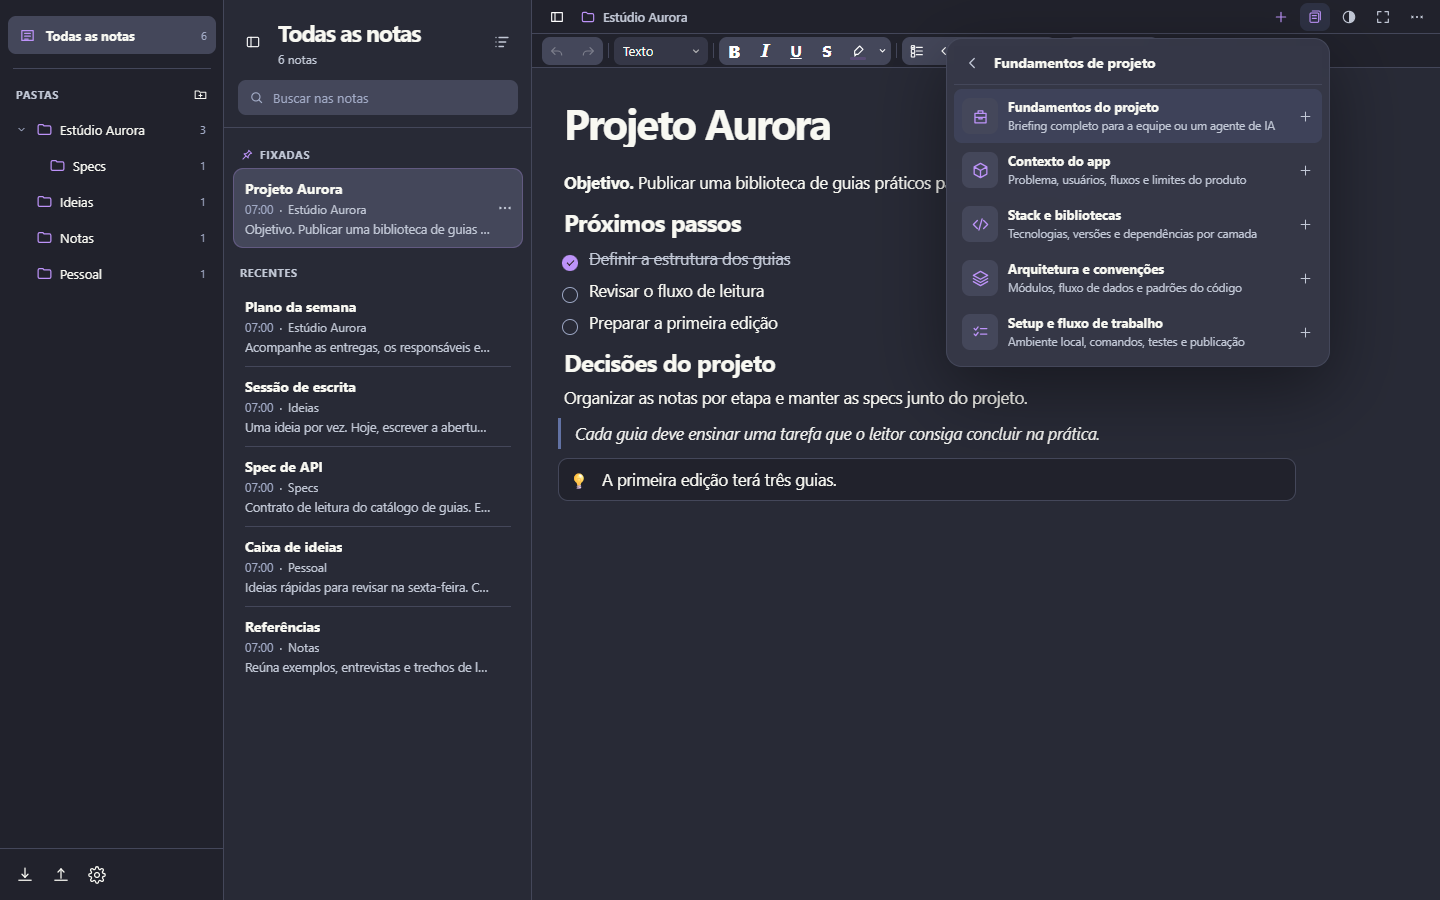 Todas as notas 6
PASTAS
Estúdio Aurora 3
Specs 1
Ideias 1
Notas 1
Pessoal 1
Todas as notas
6 notas
Buscar nas notas
FIXADAS
Projeto Aurora
07:00 · Estúdio Aurora
Objetivo. Publicar uma biblioteca de guias ...
RECENTES
Plano da semana
07:00 · Estúdio Aurora
Acompanhe as entregas, os responsáveis e...
Sessão de escrita
07:00 · Ideias
Uma ideia por vez. Hoje, escrever a abertu...
Spec de API
07:00 · Specs
Contrato de leitura do catálogo de guias. E...
Caixa de ideias
07:00 · Pessoal
Ideias rápidas para revisar na sexta-feira. C...
Referências
07:00 · Notas
Reúna exemplos, entrevistas e trechos de l...
Estúdio Aurora
Texto B I U S
Projeto Aurora
Objetivo. Publicar uma biblioteca de guias práticos
Próximos passos
Definir a estrutura dos guias
Revisar o fluxo de leitura
Preparar a primeira edição
Decisões do projeto
Organizar as notas por etapa e manter as specs junto do projeto.
Cada guia deve ensinar uma tarefa que o leitor consiga concluir na prática.
A primeira edição terá três guias.
Fundamentos de projeto
Fundamentos do projeto
Briefing completo para a equipe ou um agente de IA
Contexto do app
Problema, usuários, fluxos e limites do produto
Stack e bibliotecas
Tecnologias, versões e dependências por camada
Arquitetura e convenções
Módulos, fluxo de dados e padrões do código
Setup e fluxo de trabalho
Ambiente local, comandos, testes e publicação